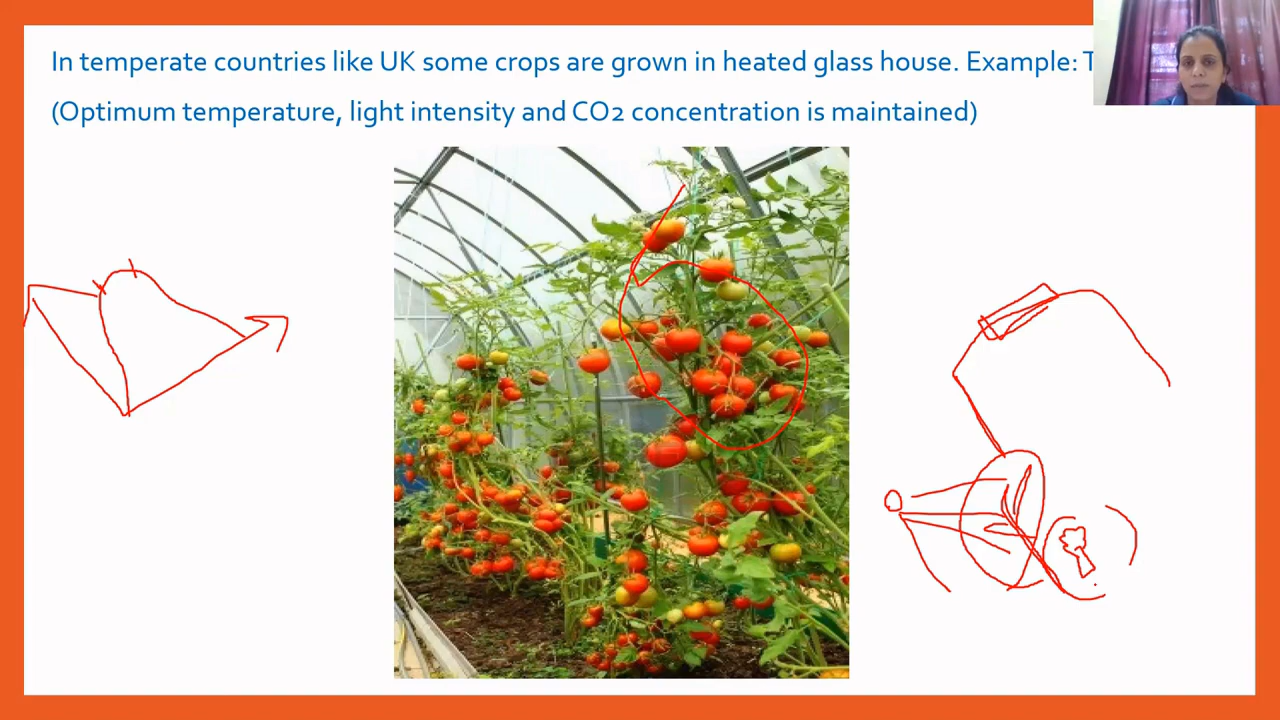 In temperate countries like UK some crops are grown in heated glass house. Example: T
(Optimum temperature, light intensity and CO2 concentration is maintained)